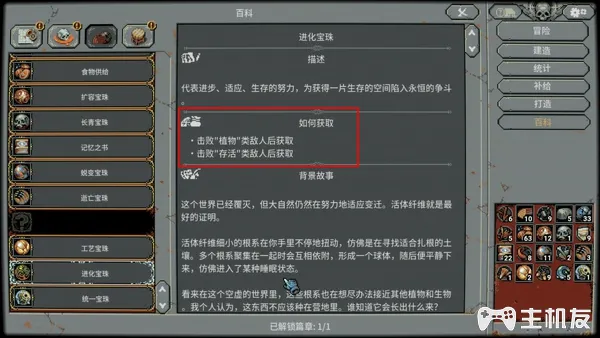 百科
进化宝珠
描述
代表进步、适应、生存的努力，为获得一片生存的空间陷入永恒的争斗
。
如何获取
· 击败"植物"类敌人后获取
· 击败"存活"类敌人后获取
背景故事
这个世界已经覆灭，但大自然仍然在努力地适应变迁。活体纤维就是最
好的证明。
活体纤维细小的根系在你手里不停地扭动，仿佛是在寻找适合扎根的土
壤。多个根系聚集在一起时会互相依附，形成一个球体，随后便平静下
来，仿佛进入了某种睡眠状态。
看来在这个空虚的世界里，这些根系也在想尽办法接近其他植物和生物
。我个人认为，这东西不应该种在营地里。谁知道它会长出什么来？
已解锁篇章：1/1
食物供给
扩容宝珠
长青宝珠
记忆之书
蜕变宝珠
逝亡宝珠
工艺宝珠
进化宝珠
统一宝珠
冒险
建造
统计
补给
打造
百科
主机友